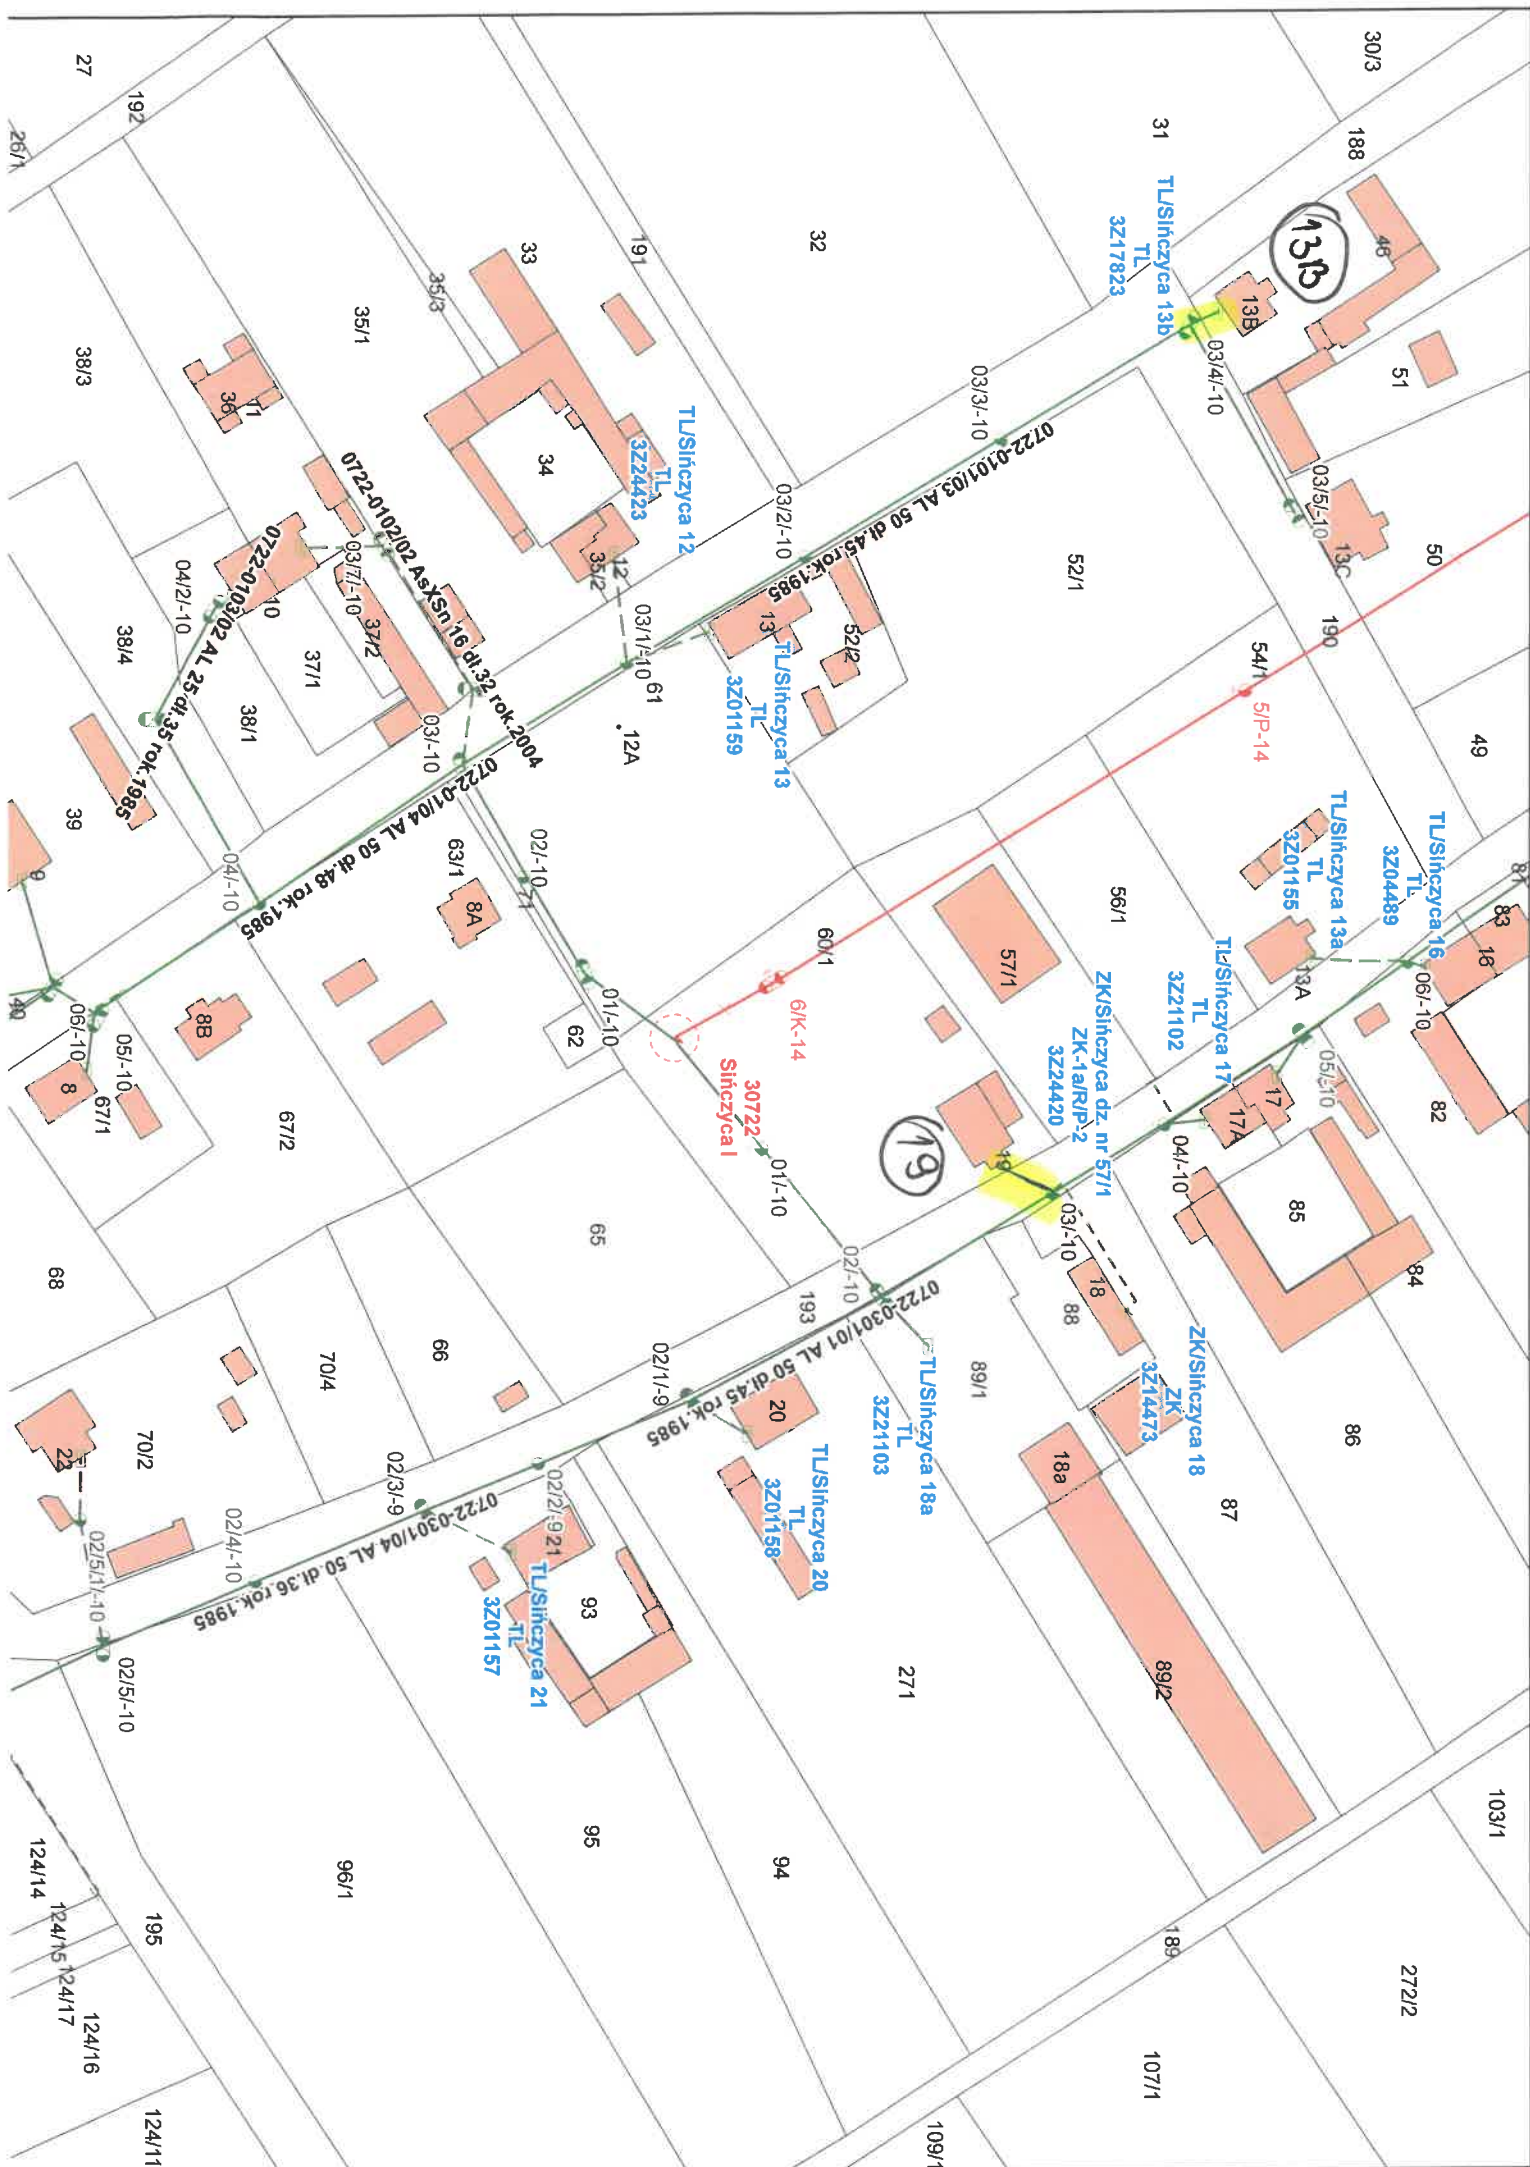 30/3
27
192
26/1
188
31
TL/Sińczyca 13b
TL
3Z17823
13B
46
13B
32
191
33
35/3
35/1
38/3
51
03/4/-10
03/3/-10
36
11
34
TL/Sińczyca 12
TL
3Z24423
03/5/-10
13C
50
0722-0101/03 AL 50 dł.45 rok.1985
03/2/-10
52/1
190
54/1
5/P-14
49
0722-0102/02 AsXSn 16 dł.32 rok.2004
12
35/2
03/1/-10
61
13
52/2
TL/Sińczyca 13
TL
3Z01159
12A
0722-0103/02 AL 25 dł.35 rok.1985
10
03/7/-10
37/2
37/1
38/1
04/2/-10
38/4
39
9
03/-10
0722-01/04 AL 50 dł.48 rok.1985
04/-10
63/1
8A
02/-10
71
01/-10
62
60/1
6/K-14
30722
Sińczyca I
57/1
56/1
TL/Sińczyca 13a
TL
3Z01155
TL/Sińczyca 16
TL
3Z04489
81
83
16
13A
06/-10
TL/Sińczyca 17
TL
3Z21102
ZK/Sińczyca dz. nr 57/1
ZK-1a/R/P-2
3Z24420
05/-10
82
17
17A
04/-10
85
84
40
06/-10
05/-10
8B
8
67/1
67/2
68
65
66
70/4
70/2
22
01/-10
02/-10
193
19
19
03/-10
18
88
89/1
ZK/Sińczyca 18
ZK
3Z14473
86
87
18a
89/2
0722-0301/01 AL 50 dł.45 rok.1985
TL/Sińczyca 18a
TL
3Z21103
02/1/-9
20
TL/Sińczyca 20
TL
3Z01158
02/2/-9
21
02/3/-9
0722-0301/04 AL 50 dł.36 rok.1985
TL/Sińczyca 21
TL
3Z01157
93
02/4/-10
02/5/1/-10
02/5/-10
271
94
95
96/1
195
189
103/1
272/2
107/1
109/1
124/14
124/15
124/17
124/16
124/11